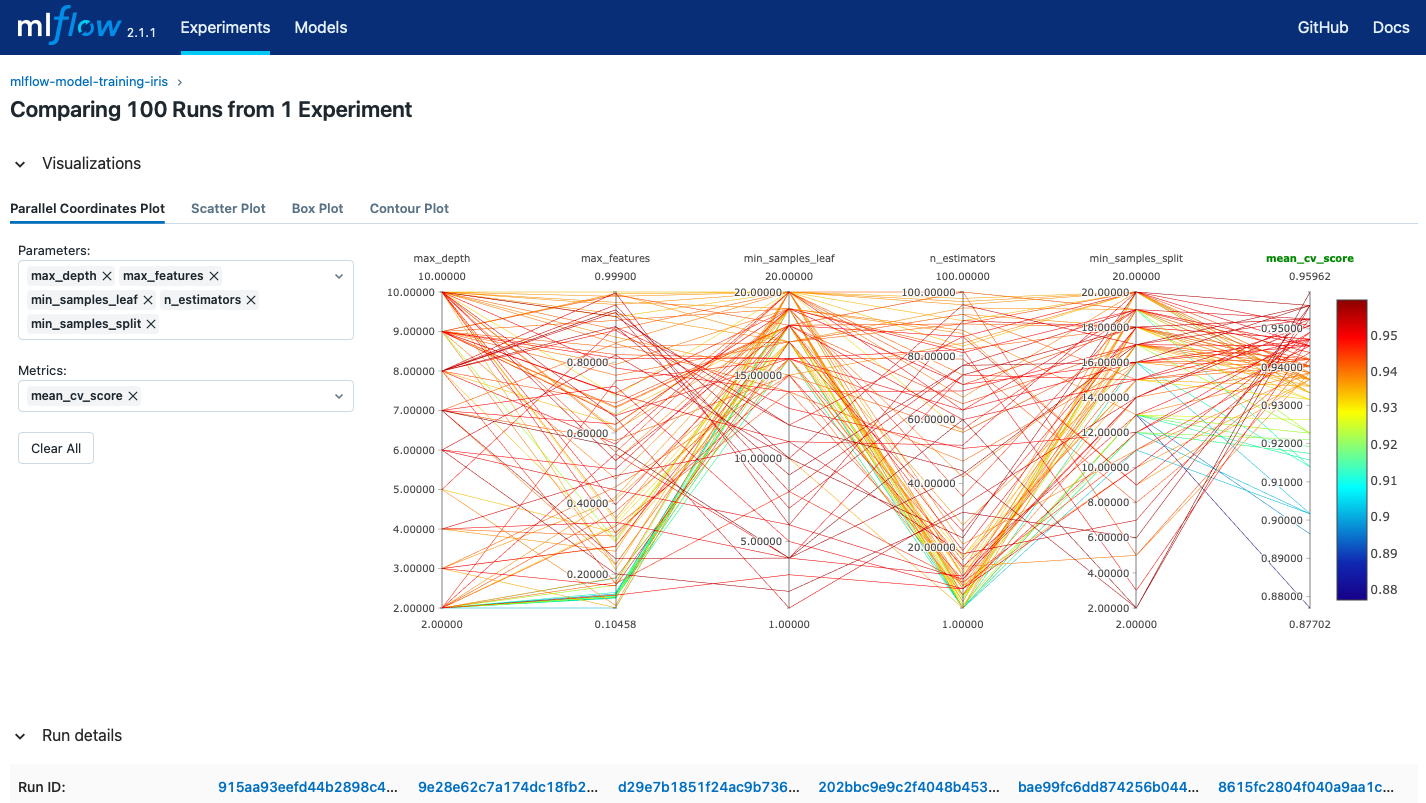 mlflow 2.1.1 Experiments Models GitHub Docs
mlflow-model-training-iris ›
Comparing 100 Runs from 1 Experiment
Visualizations
Parallel Coordinates Plot Scatter Plot Box Plot Contour Plot
Parameters:
max_depth × max_features ×
min_samples_leaf × n_estimators ×
min_samples_split ×
Metrics:
mean_cv_score ×
Clear All
max_depth max_features min_samples_leaf n_estimators min_samples_split mean_cv_score
10.00000 0.99900 20.00000 100.00000 20.00000 0.95962
10.00000
9.00000
8.00000
7.00000
6.00000
5.00000
4.00000
3.00000
2.00000
0.80000
0.60000
0.40000
0.20000
20.00000
15.00000
10.00000
5.00000
100.00000
80.00000
60.00000
40.00000
20.00000
20.00000
18.00000
16.00000
14.00000
12.00000
10.00000
8.00000
6.00000
4.00000
2.00000
0.95000
0.94000
0.93000
0.92000
0.91000
0.90000
0.89000
0.88000
0.95
0.94
0.93
0.92
0.91
0.9
0.89
0.88
2.00000 0.10458 1.00000 1.00000 2.00000 0.87702
Run details
Run ID: 915aa93eefd44b2898c4... 9e28e62c7a174dc18fb2... d29e7b1851f24ac9b736... 202bbc9e9c2f4048b453... bae99fc6dd874256b044... 8615fc2804f040a9aa1c...